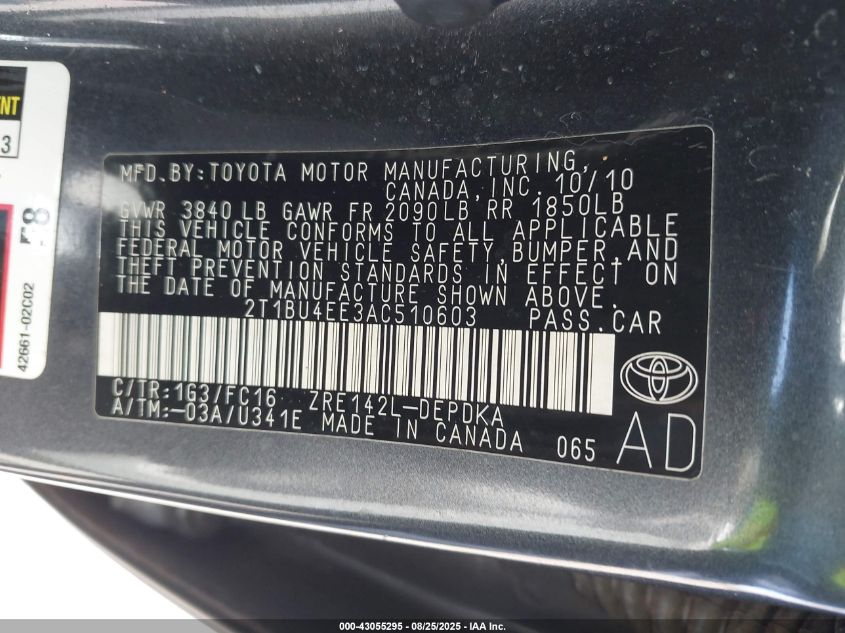 NT
3
58
42661-02C02
MFD.BY:TOYOTA MOTOR MANUFACTURING,
CANADA,INC. 10/10
GVWR 3840 LB GAWR FR 2090LB RR 1850LB
THIS VEHICLE CONFORMS TO ALL APPLICABLE
FEDERAL MOTOR VEHICLE SAFETY,BUMPER,AND
THEFT PREVENTION STANDARDS IN EFFECT ON
THE DATE OF MANUFACTURE SHOWN ABOVE.
2T1BU4EE3AC510603 PASS.CAR
C/TR:1G3/FC16 ZRE142L-DEPDKA
A/TM:-03A/U341E MADE IN CANADA 065 AD
000-43055295 - 08/25/2025 - IAA Inc.